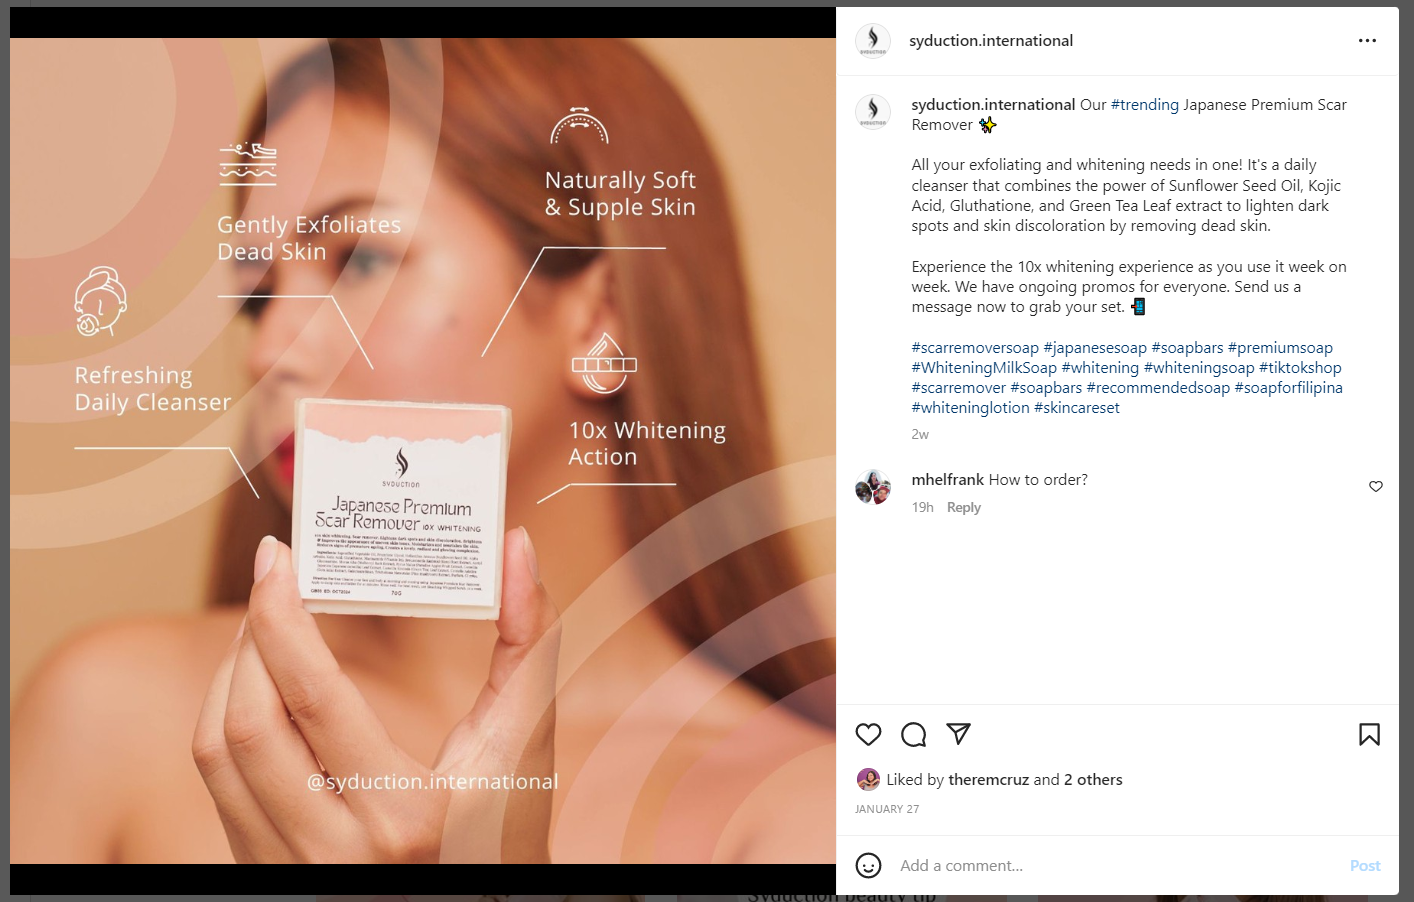 Gently Exfoliates
Dead Skin
Naturally Soft
& Supple Skin
Refreshing
Daily Cleanser
10x Whitening
Action
SYDUCTION
Japanese Premium
Scar Remover 10X WHITENING
70G
@syduction.international
syduction.international
syduction.international Our #trending Japanese Premium Scar
Remover ✨
All your exfoliating and whitening needs in one! It's a daily
cleanser that combines the power of Sunflower Seed Oil, Kojic
Acid, Gluthatione, and Green Tea Leaf extract to lighten dark
spots and skin discoloration by removing dead skin.
Experience the 10x whitening experience as you use it week on
week. We have ongoing promos for everyone. Send us a
message now to grab your set. 📲
#scarremoversoap #japanesesoap #soapbars #premiumsoap
#WhiteningMilkSoap #whitening #whiteningsoap #tiktokshop
#scarremover #soapbars #recommendedsoap #soapforfilipina
#whiteninglotion #skincareset
2w
mhelfrank How to order?
19h Reply
Liked by theremcruz and 2 others
JANUARY 27
Add a comment...
Post
Syduction beauty tip